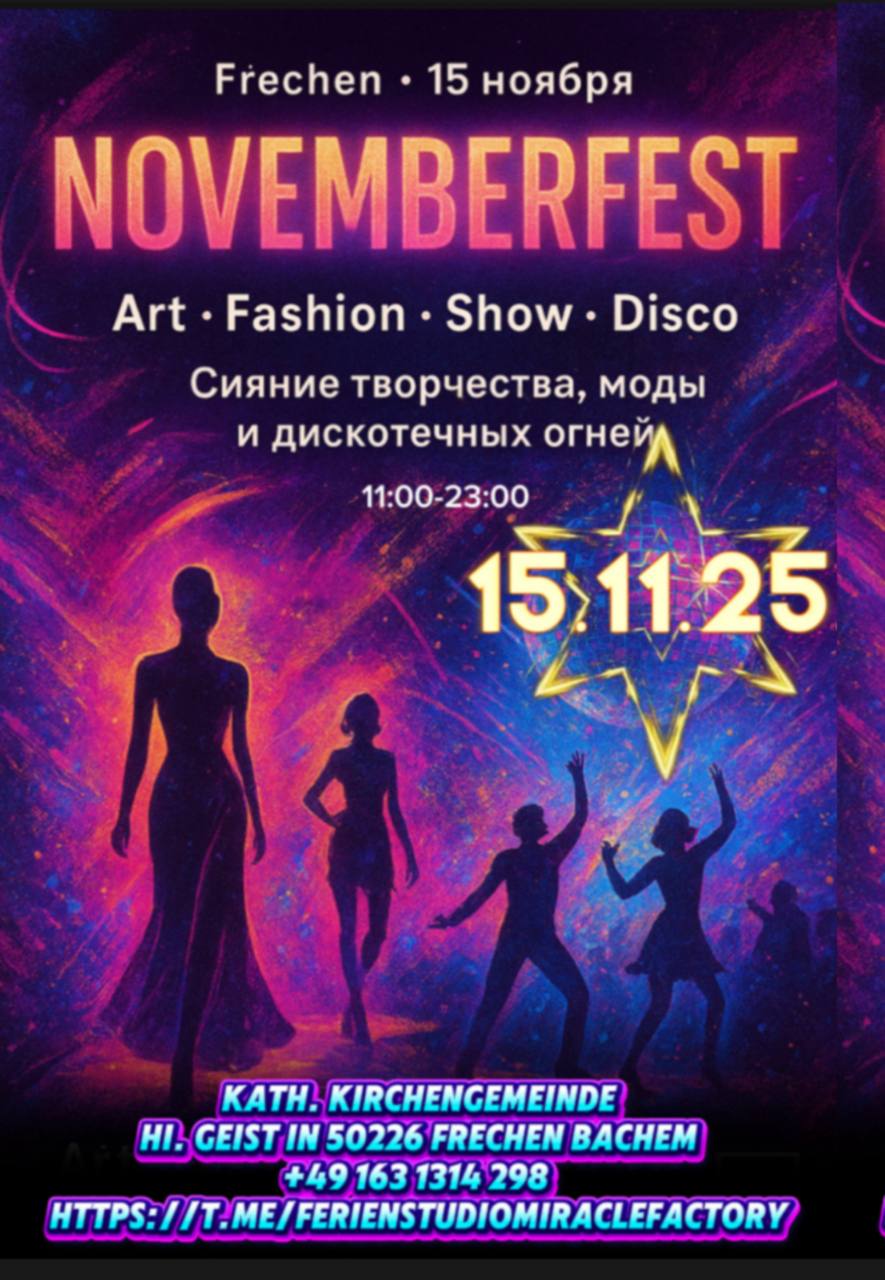 Frechen • 15 ноября
NOVEMBERFEST
Art · Fashion · Show · Disco
Сияние творчества, моды
и дискотечных огней
11:00-23:00
15.11.25
KATH. KIRCHENGEMEINDE
HI. GEIST IN 50226 FRECHEN BACHEM
+49 163 1314 298
HTTPS://T.ME/FERIENSTUDIOMIRACLEFACTORY